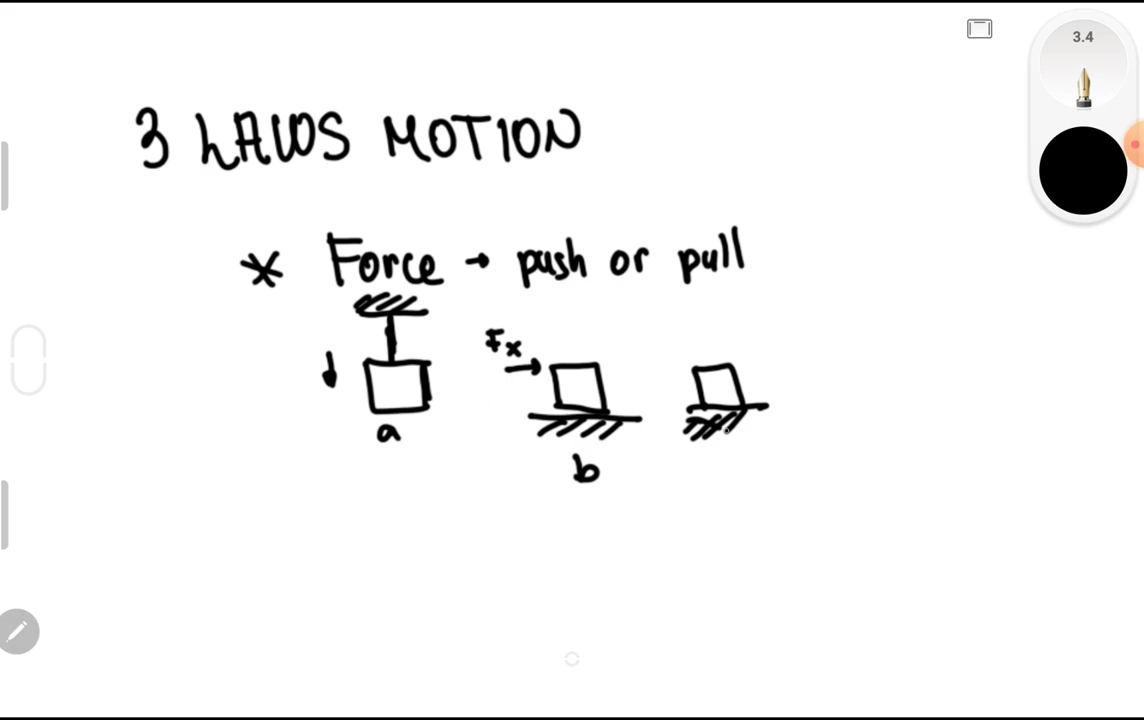 3.4
3 LAWS MOTION
* Force → push or pull
Fx
a
b